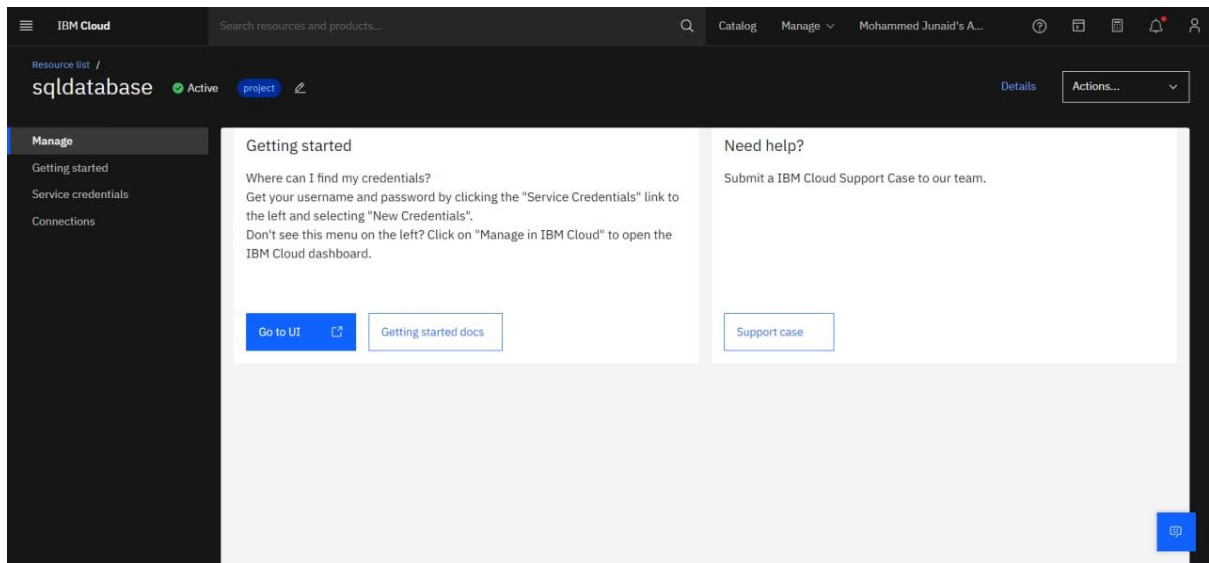 IBM Cloud
Search resources and products...
Catalog
Manage
Mohammed Junaid's A...
Resource list /
sqldatabase
Active
project
Details
Actions...
Manage
Getting started
Service credentials
Connections
Getting started
Where can I find my credentials?
Get your username and password by clicking the "Service Credentials" link to
the left and selecting "New Credentials".
Don't see this menu on the left? Click on "Manage in IBM Cloud" to open the
IBM Cloud dashboard.
Go to UI
Getting started docs
Need help?
Submit a IBM Cloud Support Case to our team.
Support case